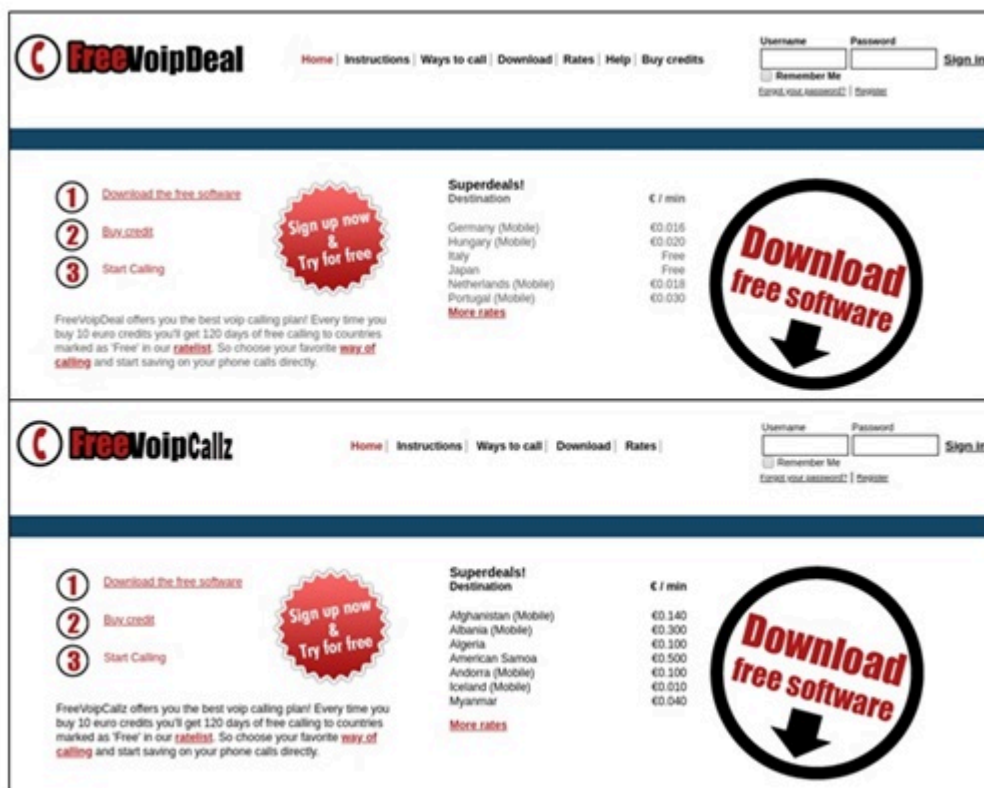 FreeVoipDeal
Home | Instructions | Ways to call | Download | Rates | Help | Buy credits
Username Password
Sign in
Remember Me
Forgot your password? | Register
1 Download the free software
2 Buy credit
3 Start Calling
Sign up now
&
Try for free
FreeVoipDeal offers you the best voip calling plan! Every time you
buy 10 euro credits you'll get 120 days of free calling to countries
marked as 'Free' in our ratelist. So choose your favorite way of
calling and start saving on your phone calls directly.
Superdeals!
Destination € / min
Germany (Mobile) €0.016
Hungary (Mobile) €0.020
Italy Free
Japan Free
Netherlands (Mobile) €0.018
Portugal (Mobile) €0.030
More rates
Download
free software
FreeVoipCallz
Home | Instructions | Ways to call | Download | Rates |
Username Password
Sign in
Remember Me
Forgot your password? | Register
1 Download the free software
2 Buy credit
3 Start Calling
Sign up now
&
Try for free
FreeVoipCallz offers you the best voip calling plan! Every time you
buy 10 euro credits you'll get 120 days of free calling to countries
marked as 'Free' in our ratelist. So choose your favorite way of
calling and start saving on your phone calls directly.
Superdeals!
Destination € / min
Afghanistan (Mobile) €0.140
Albania (Mobile) €0.300
Algeria €0.100
American Samoa €0.500
Andorra (Mobile) €0.100
Iceland (Mobile) €0.010
Myanmar €0.040
More rates
Download
free software